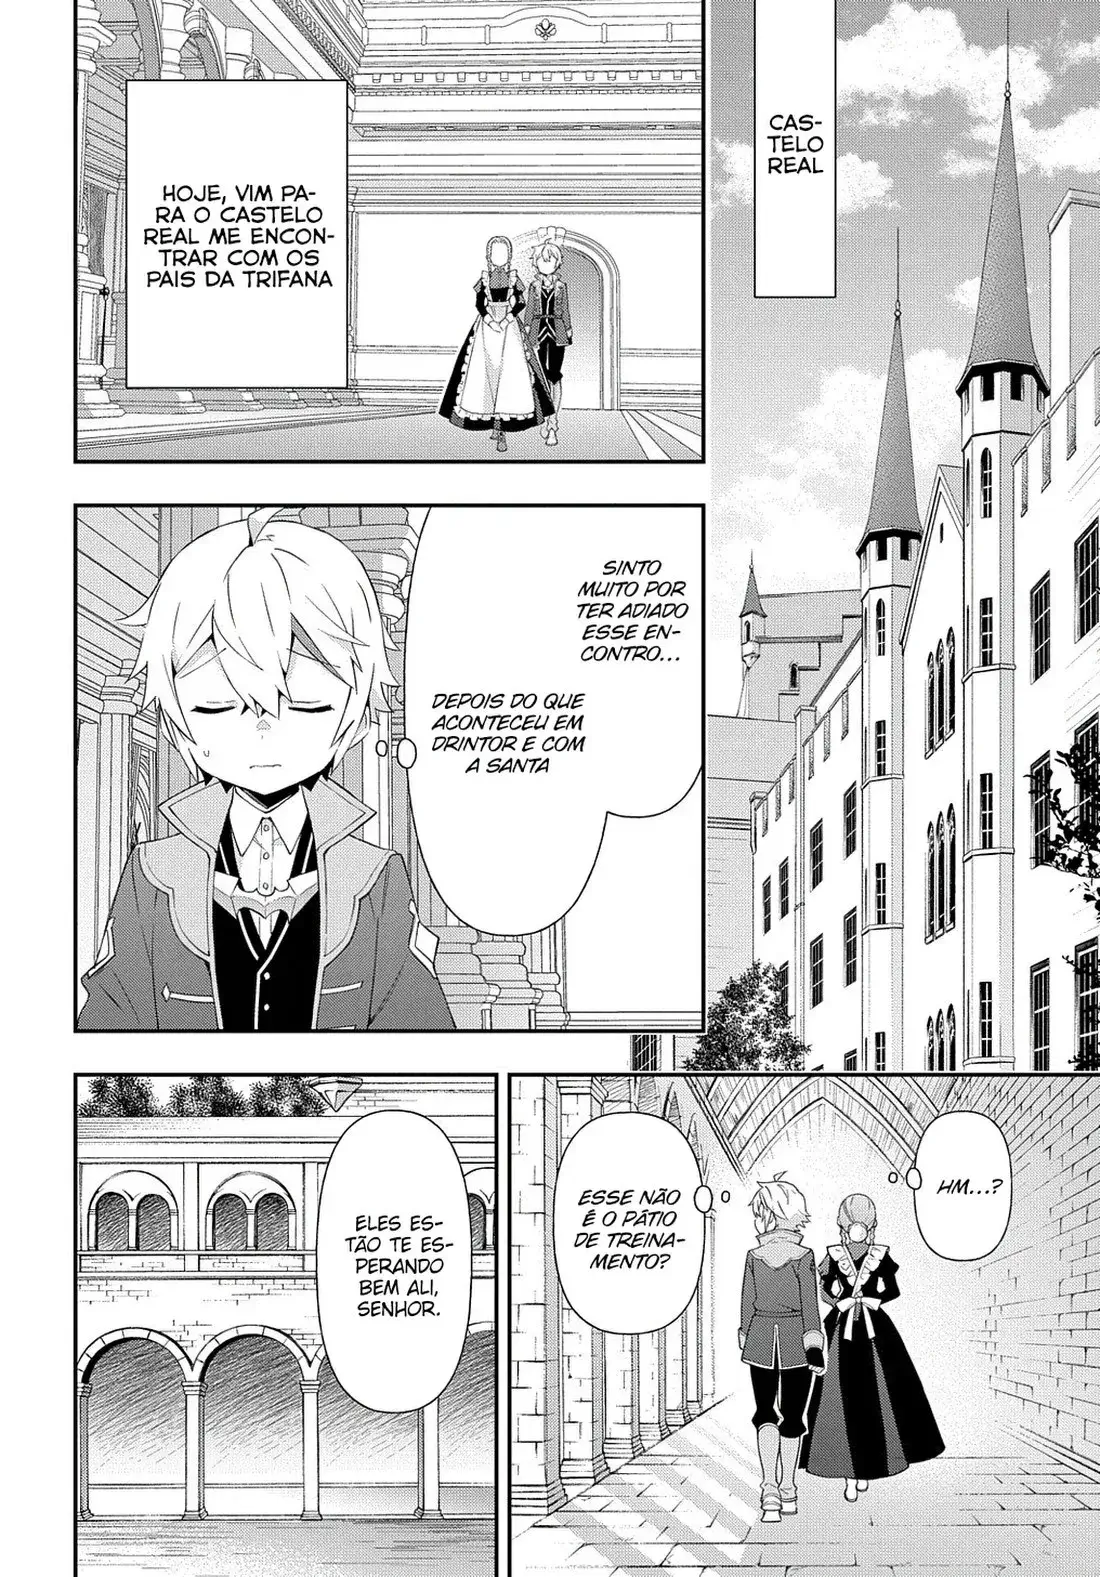 CAS-
TELO
REAL
HOJE, VIM PA-
RA O CASTELO
REAL ME ENCON-
TRAR COM OS
PAIS DA TRIFANA
SINTO
MUITO POR
TER ADIADO
ESSE EN-
CONTRO...
DEPOIS DO QUE
ACONTECEU EM
DRINTOR E COM
A SANTA
HM...?
ESSE NÃO
É O PÁTIO
DE TREINA-
MENTO?
ELES ES-
TÃO TE ES-
PERANDO
BEM ALI,
SENHOR.